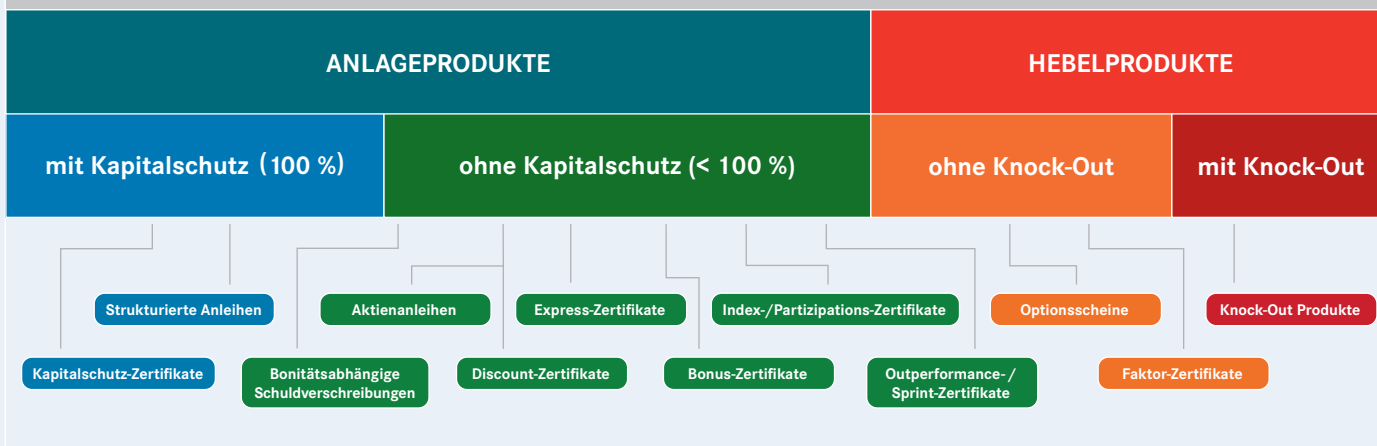 ANLAGEPRODUKTE
HEBELPRODUKTE
mit Kapitalschutz (100 %)
ohne Kapitalschutz (< 100 %)
ohne Knock-Out
mit Knock-Out
Strukturierte Anleihen
Aktienanleihen
Express-Zertifikate
Index-/Partizipations-Zertifikate
Optionsscheine
Knock-Out Produkte
Kapitalschutz-Zertifikate
Bonitätsabhängige
Schuldverschreibungen
Discount-Zertifikate
Bonus-Zertifikate
Outperformance-/
Sprint-Zertifikate
Faktor-Zertifikate